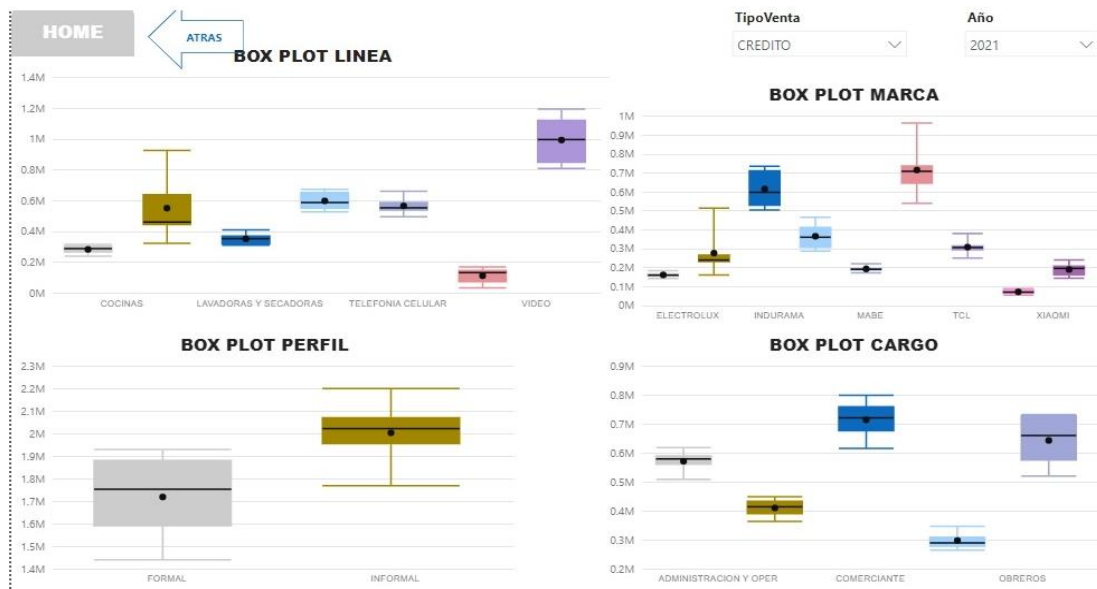 HOME
ATRAS
TipoVenta
CREDITO
Año
2021
BOX PLOT LINEA
1.4M
1.2M
1M
0.8M
0.6M
0.4M
0.2M
0M
COCINAS
LAVADORAS Y SECADORAS
TELEFONIA CELULAR
VIDEO
BOX PLOT MARCA
1M
0.9M
0.8M
0.7M
0.6M
0.5M
0.4M
0.3M
0.2M
0.1M
0M
ELECTROLUX
INDURAMA
MABE
TCL
XIAOMI
BOX PLOT PERFIL
2.3M
2.2M
2.1M
2M
1.9M
1.8M
1.7M
1.6M
1.5M
1.4M
FORMAL
INFORMAL
BOX PLOT CARGO
0.9M
0.8M
0.7M
0.6M
0.5M
0.4M
0.3M
0.2M
ADMINISTRACION Y OPER
COMERCIANTE
OBREROS